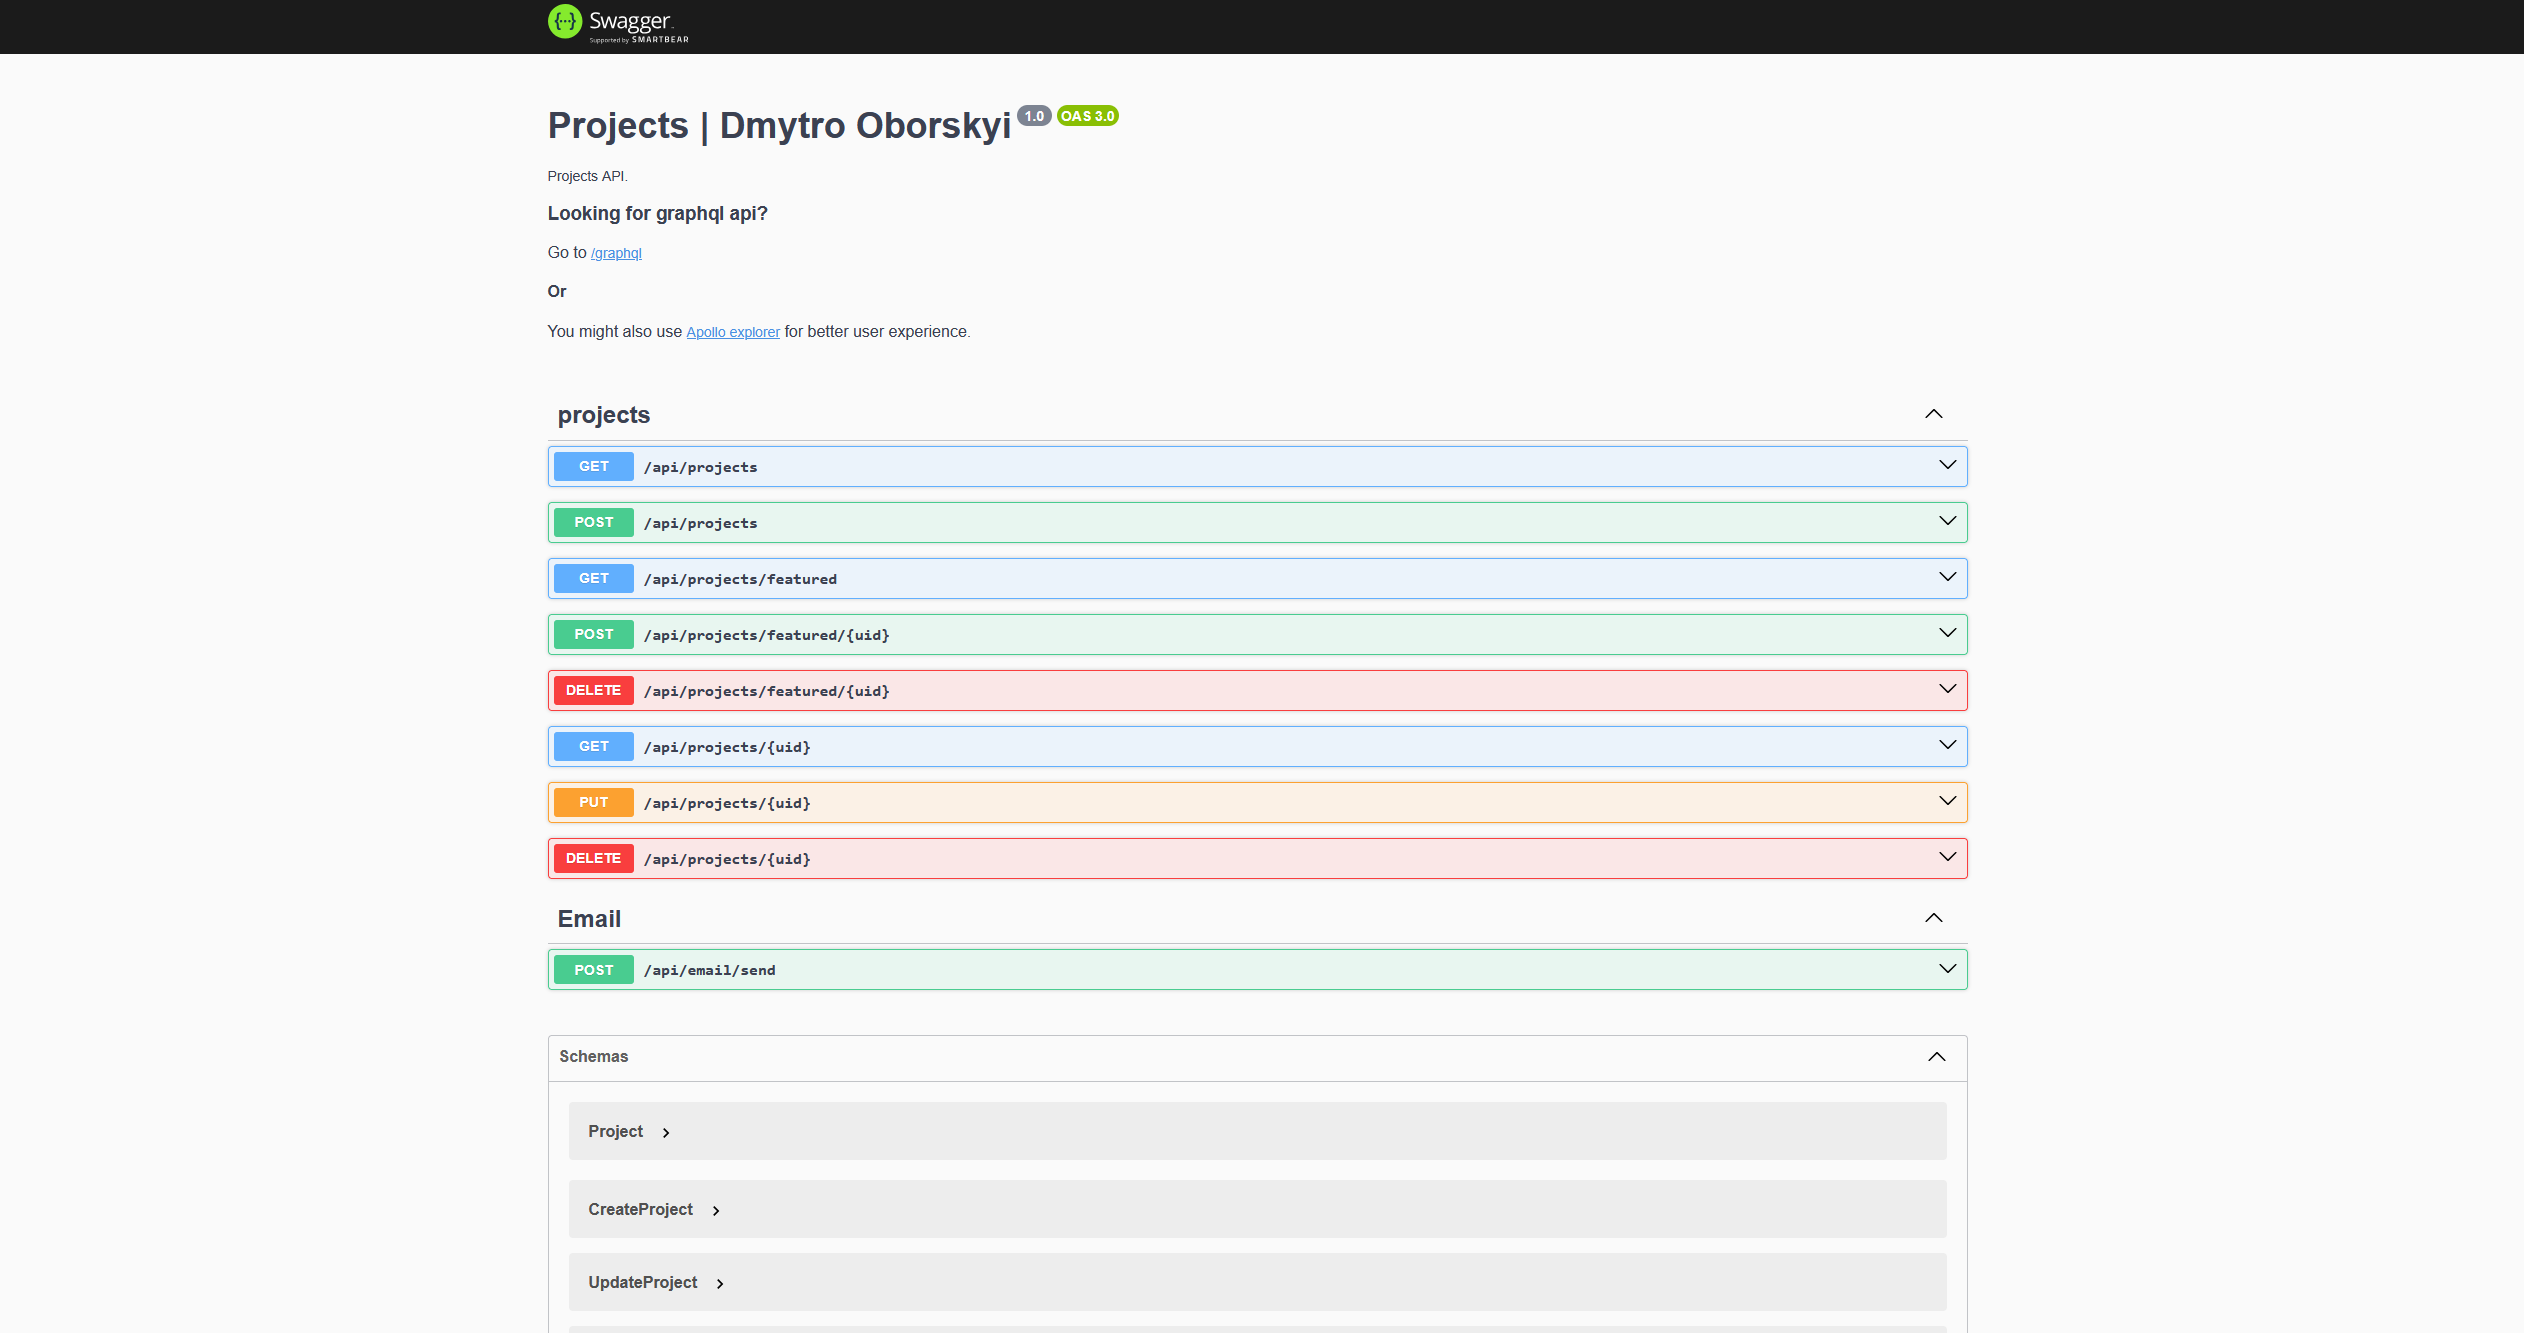 Swagger
Supported by SMARTBEAR
Projects | Dmytro Oborskyi 1.0 OAS 3.0
Projects API.
Looking for graphql api?
Go to /graphql
Or
You might also use Apollo explorer for better user experience.
projects
GET /api/projects
POST /api/projects
GET /api/projects/featured
POST /api/projects/featured/{uid}
DELETE /api/projects/featured/{uid}
GET /api/projects/{uid}
PUT /api/projects/{uid}
DELETE /api/projects/{uid}
Email
POST /api/email/send
Schemas
Project
CreateProject
UpdateProject